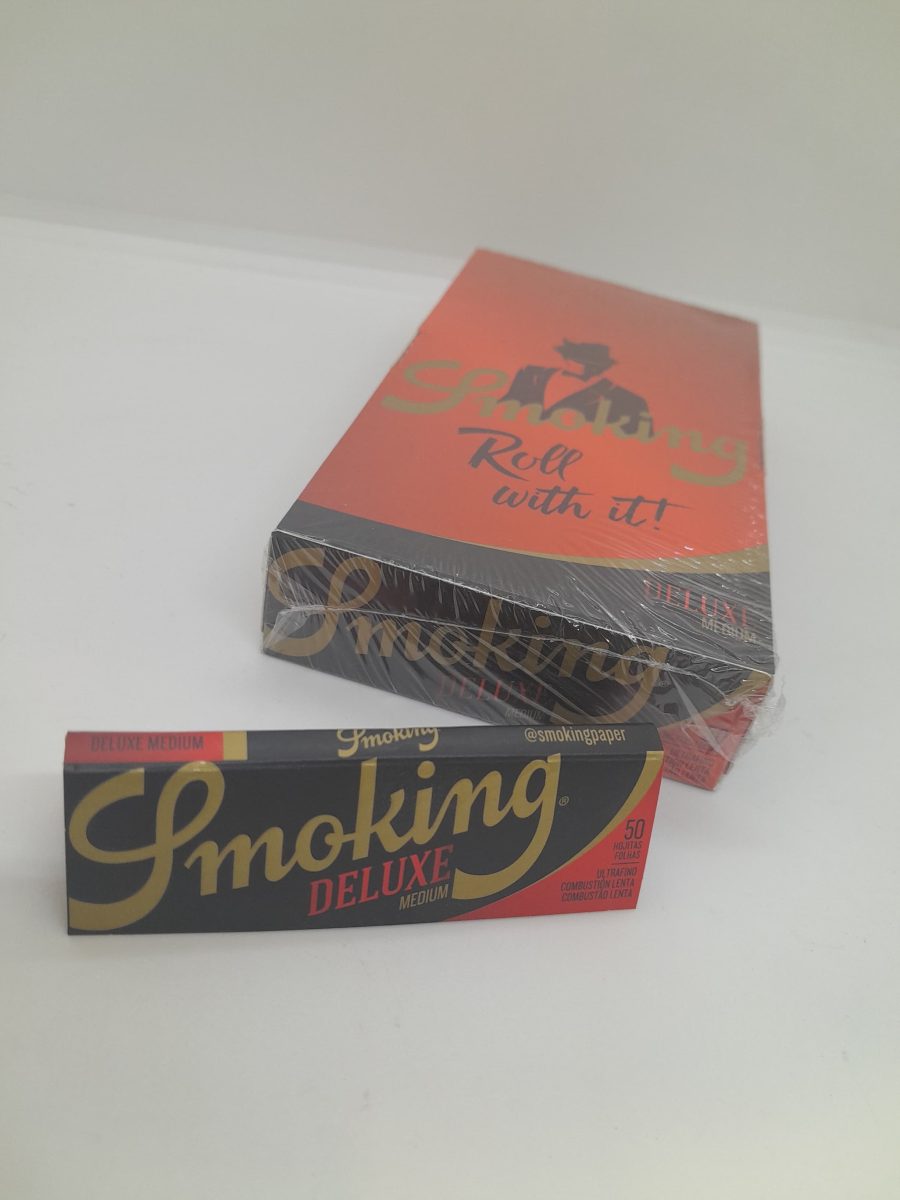 Smoking
Roll
with it!
DELUXE
MEDIUM
Smoking
DELUXE
MEDIUM
DELUXE MEDIUM
Smoking
@smokingpaper
Smoking®
DELUXE
MEDIUM
50
HOJITAS
FOLHAS
ULTRAFINO
COMBUSTIÓN LENTA
COMBUSTÃO LENTA